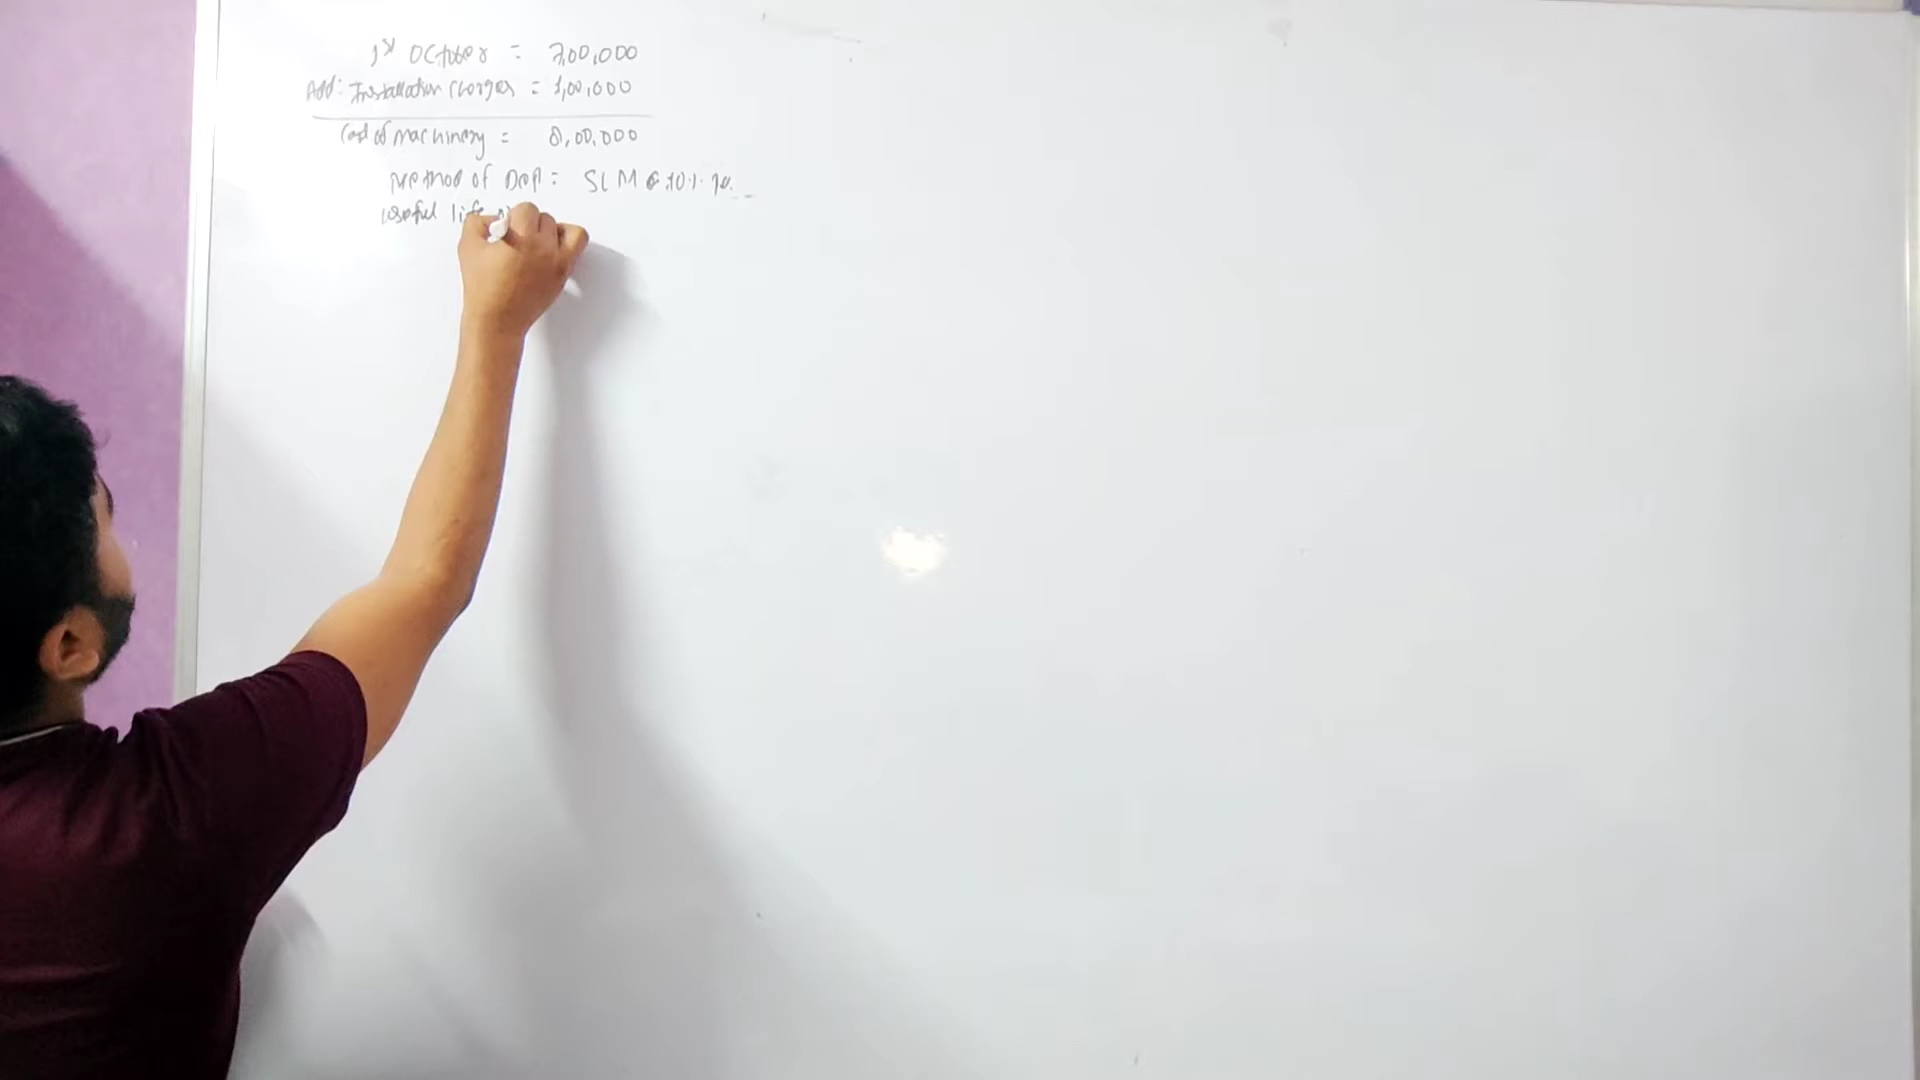 1st October = 7,00,000
Add: Installation charges = 1,00,000
Cost of machinery = 8,00,000
Method of Dep = SLM @ 10%
Useful life